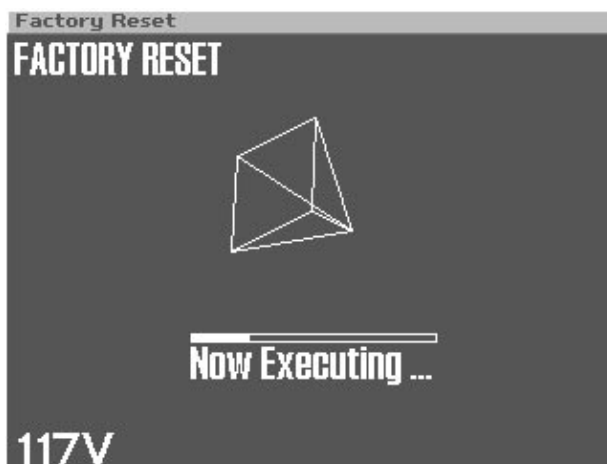 Factory Reset
FACTORY RESET
Now Executing ...
117V